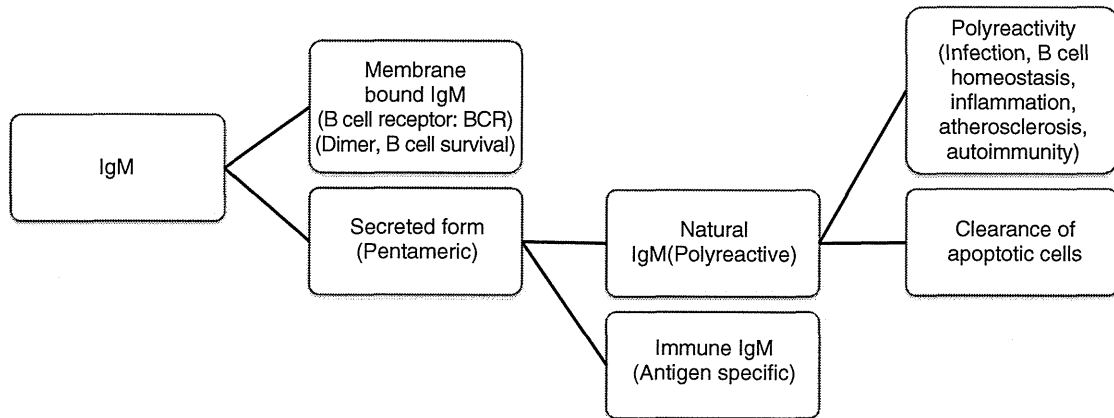 IgM
Membrane
bound IgM
(B cell receptor: BCR)
(Dimer, B cell survival)
Secreted form
(Pentameric)
Natural
IgM(Polyreactive)
Immune IgM
(Antigen specific)
Polyreactivity
(Infection, B cell
homeostasis,
inflammation,
atherosclerosis,
autoimmunity)
Clearance of
apoptotic cells